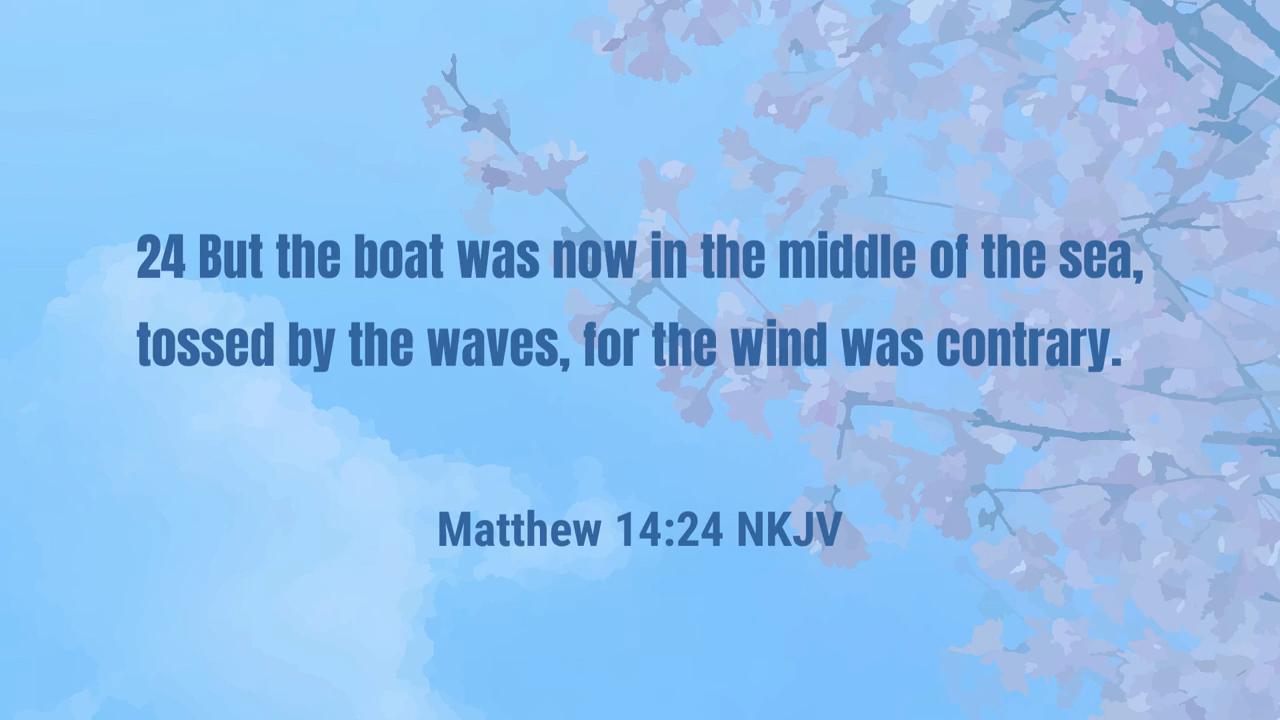 24 But the boat was now in the middle of the sea,
tossed by the waves, for the wind was contrary.
Matthew 14:24 NKJV